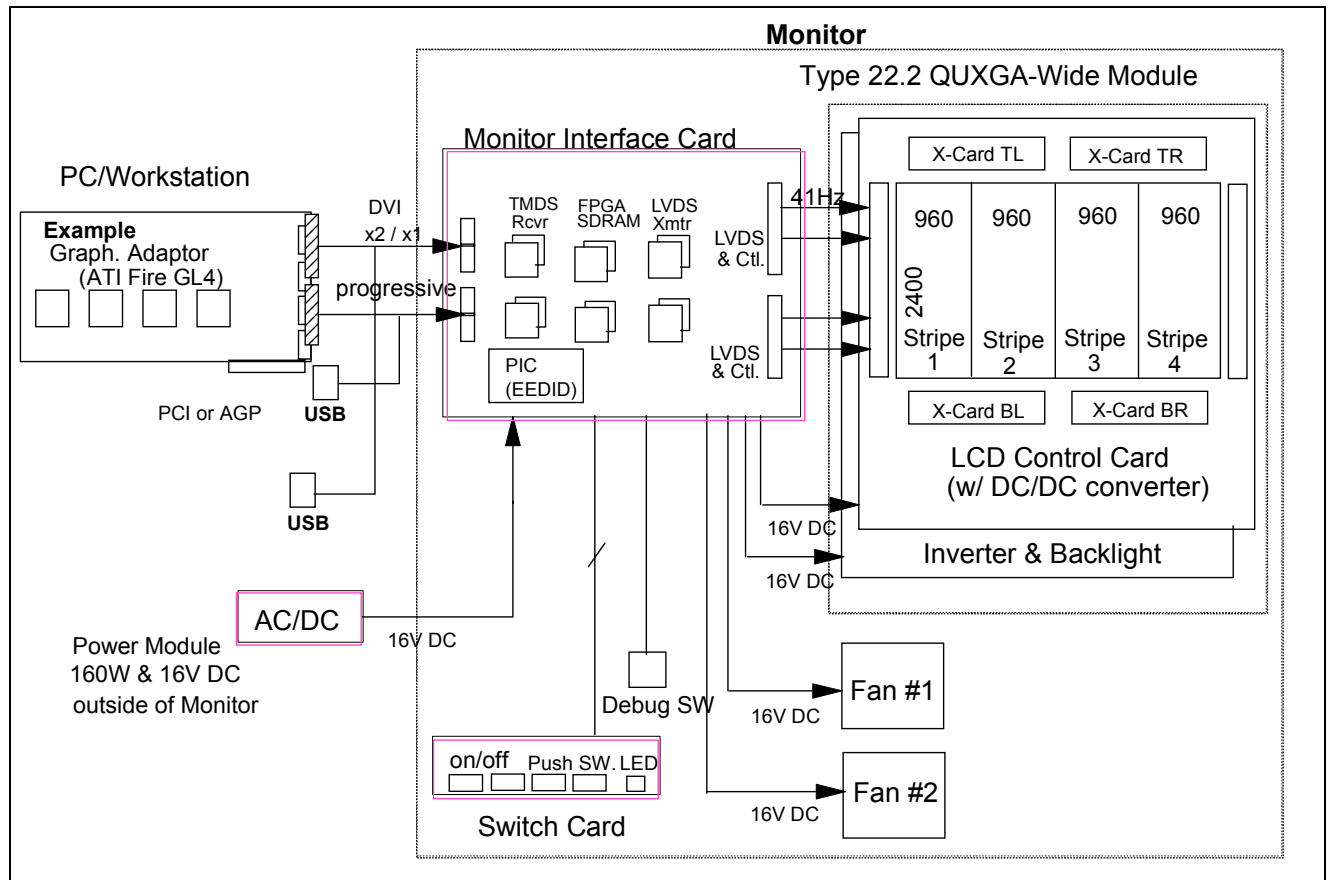 Monitor
Type 22.2 QUXGA-Wide Module
Monitor Interface Card
PC/Workstation
Example
Graph. Adaptor
(ATI Fire GL4)
PCI or AGP
DVI
x2 / x1
progressive
USB
USB
TMDS
Rcvr
FPGA
SDRAM
LVDS
Xmtr
LVDS
& Ctl.
LVDS
& Ctl.
PIC
(EEDID)
41Hz
X-Card TL
X-Card TR
960
960
960
960
2400
Stripe
1
Stripe
2
Stripe
3
Stripe
4
X-Card BL
X-Card BR
LCD Control Card
(w/ DC/DC converter)
16V DC
Inverter & Backlight
16V DC
AC/DC
16V DC
Power Module
160W & 16V DC
outside of Monitor
Debug SW
Fan #1
16V DC
on/off
Push SW.
LED
Switch Card
Fan #2
16V DC